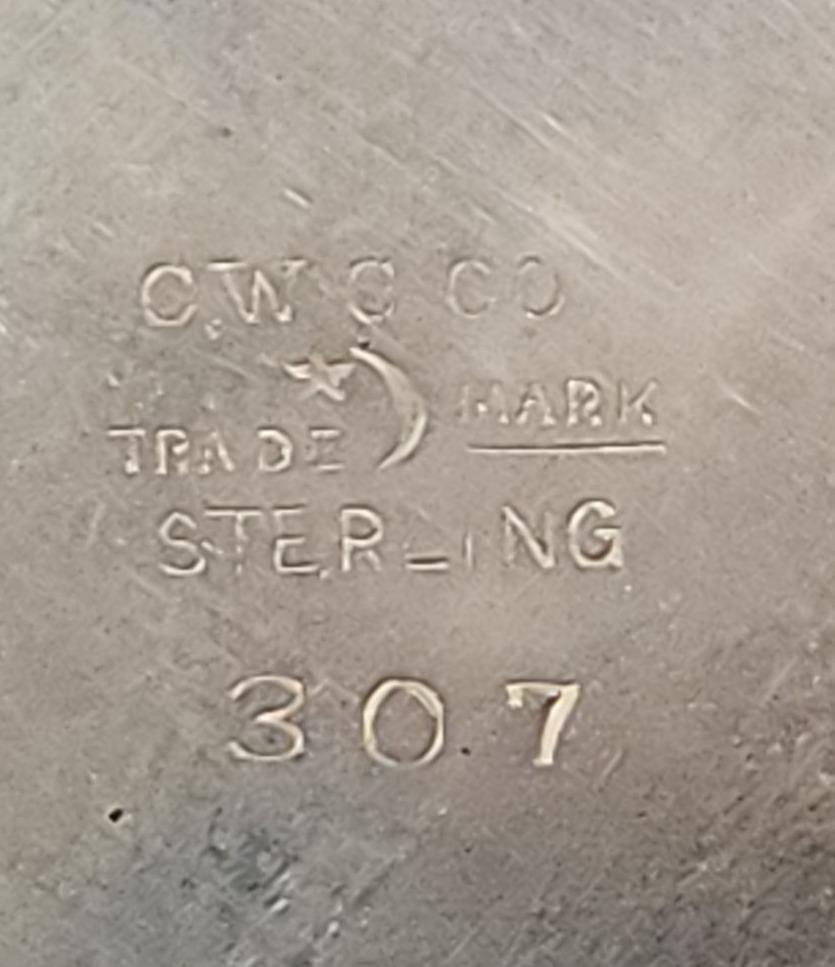 C.W.S CO
TRADE MARK
STERLING
307